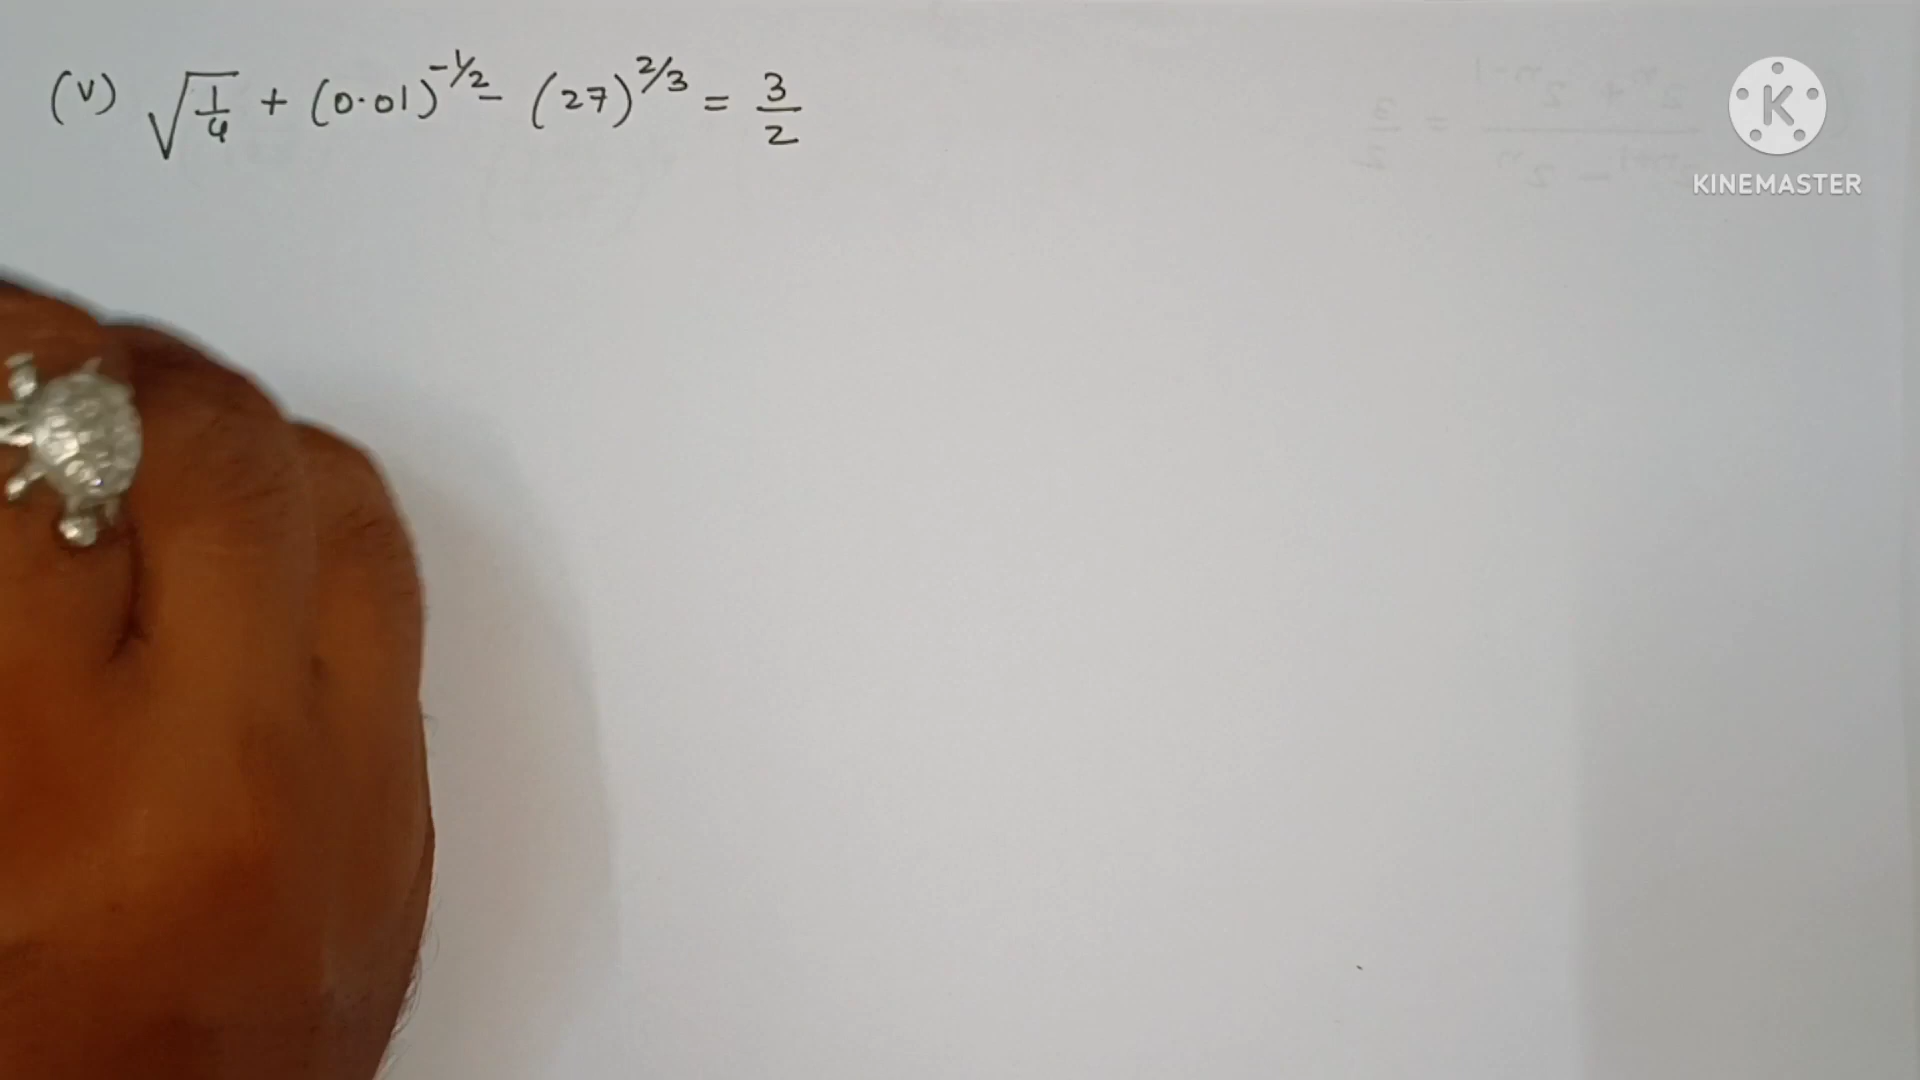 (V) √1/4 + (0.01)^-1/2 - (27)^2/3 = 3/2
KINEMASTER